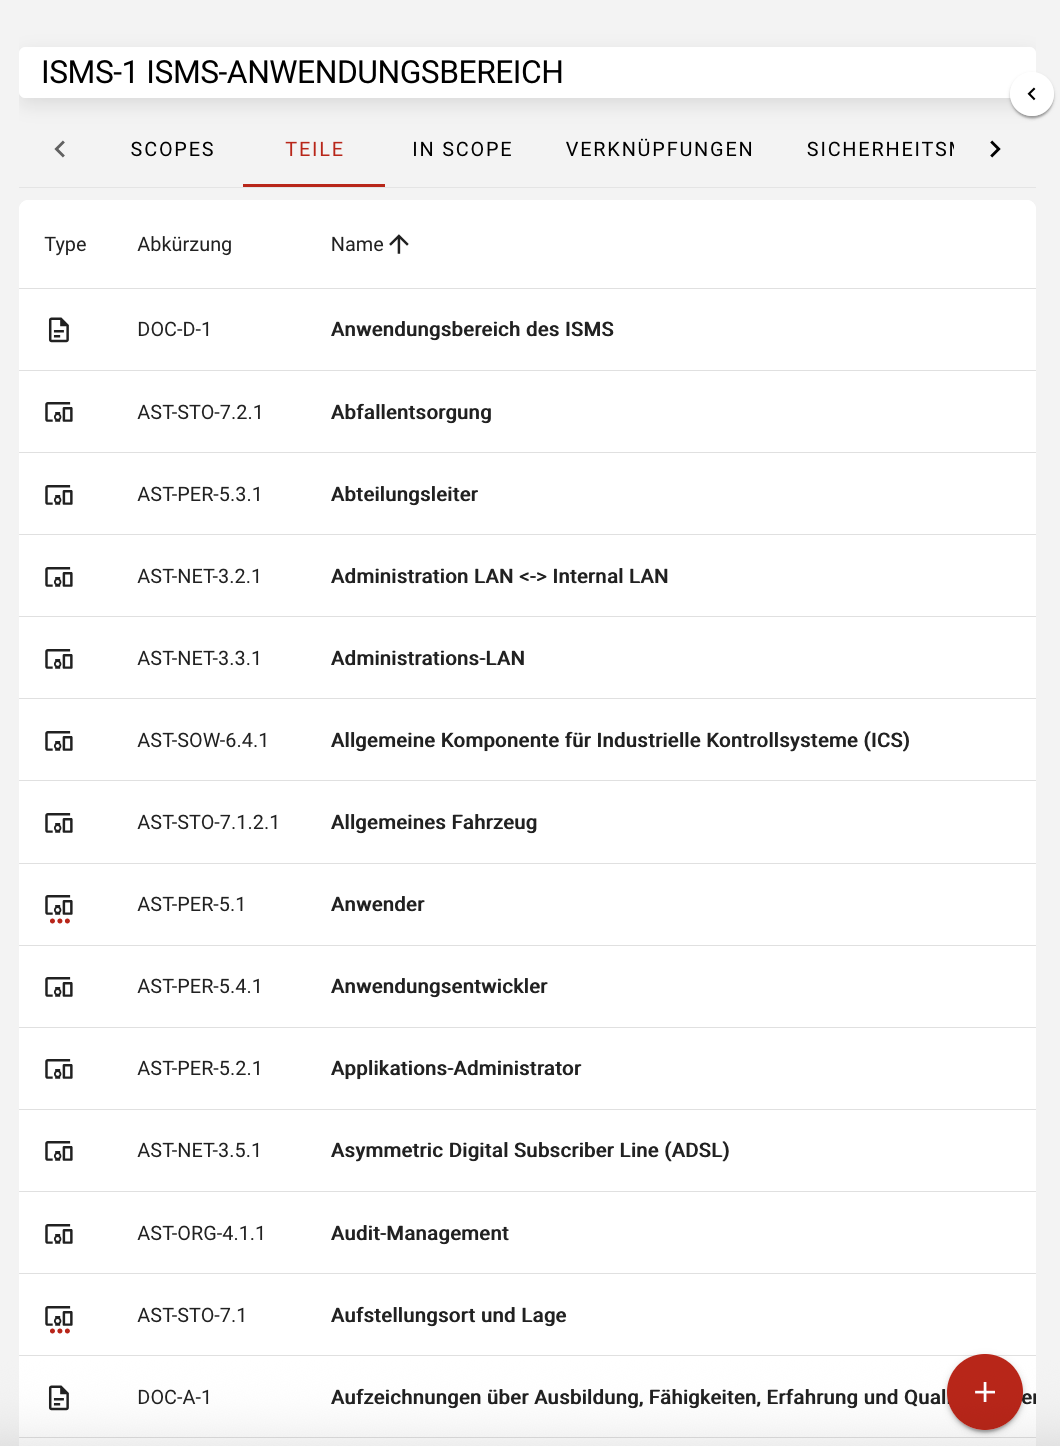 ISMS-1 ISMS-ANWENDUNGSBEREICH
SCOPES TEILE IN SCOPE VERKNÜPFUNGEN
Type Abkürzung Name
DOC-D-1 Anwendungsbereich des ISMS
AST-STO-7.2.1 Abfallentsorgung
AST-PER-5.3.1 Abteilungsleiter
AST-NET-3.2.1 Administration LAN <-> Internal LAN
AST-NET-3.3.1 Administrations-LAN
AST-SOW-6.4.1 Allgemeine Komponente für Industrielle Kontrollsysteme (ICS)
AST-STO-7.1.2.1 Allgemeines Fahrzeug
AST-PER-5.1 Anwender
AST-PER-5.4.1 Anwendungsentwickler
AST-PER-5.2.1 Applikations-Administrator
AST-NET-3.5.1 Asymmetric Digital Subscriber Line (ADSL)
AST-ORG-4.1.1 Audit-Management
AST-STO-7.1 Aufstellungsort und Lage
DOC-A-1 Aufzeichnungen über Ausbildung, Fähigkeiten, Erfahrung und